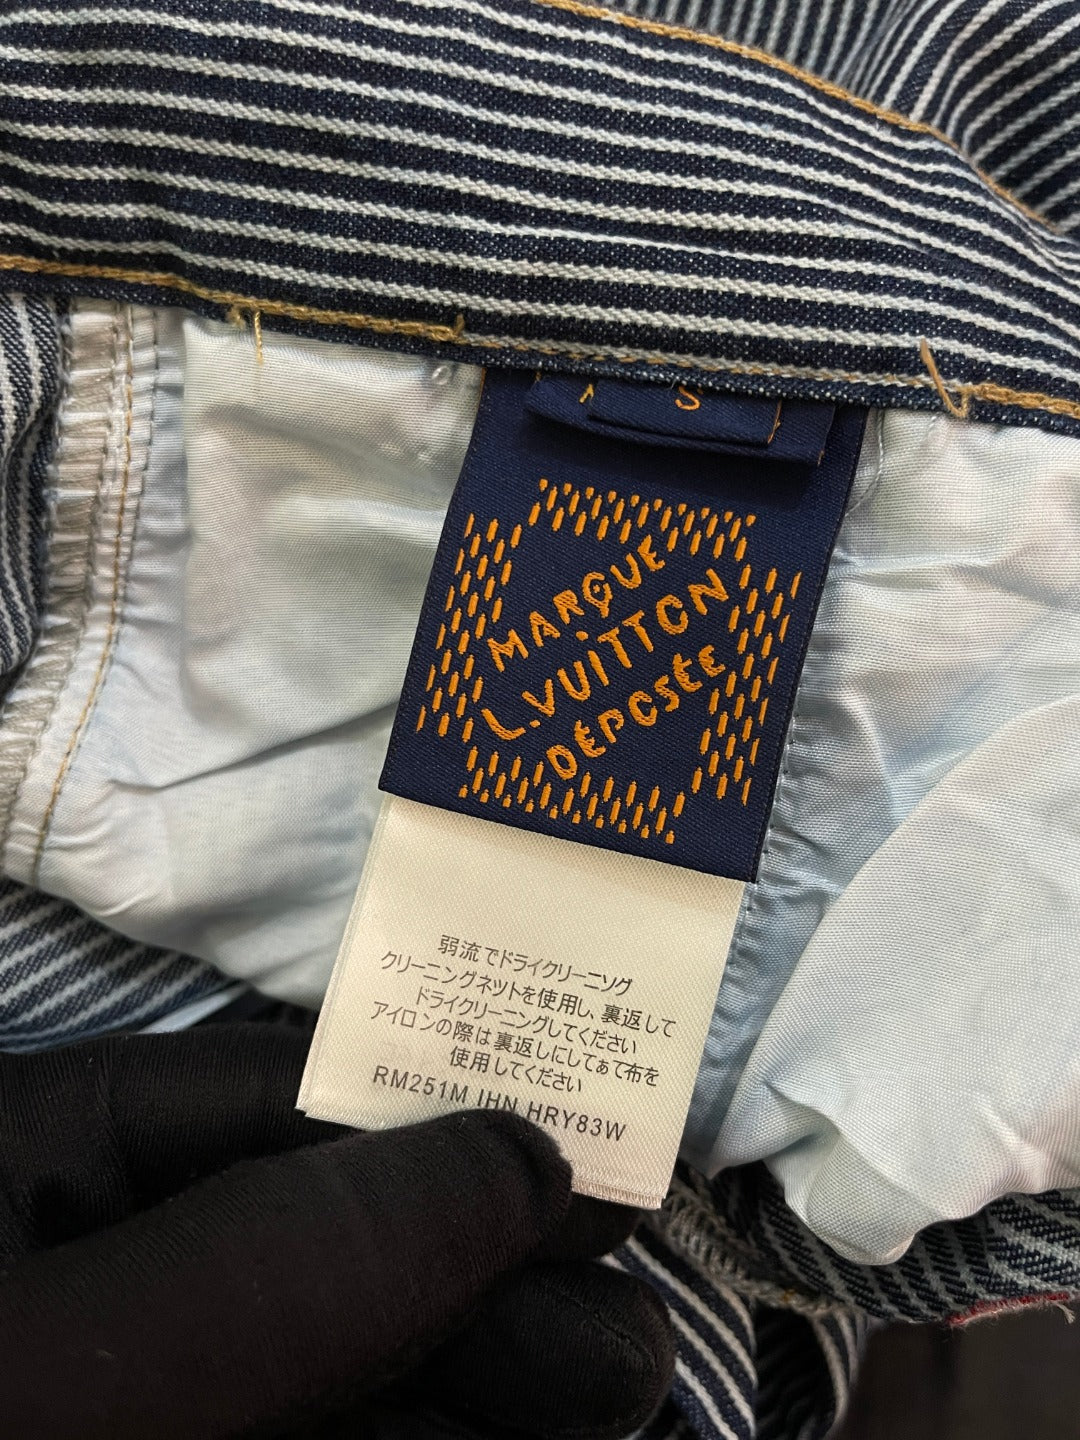 S
MARQUE
L.VUITTON
DÉPOSÉE
弱流でドライクリーニソグ
クリーニングネットを使用し、裏返して
ドライクリーニングしてください
アイロンの際は裏返しにしてぁて布を
使用してください
RM251M IHN HRY83W